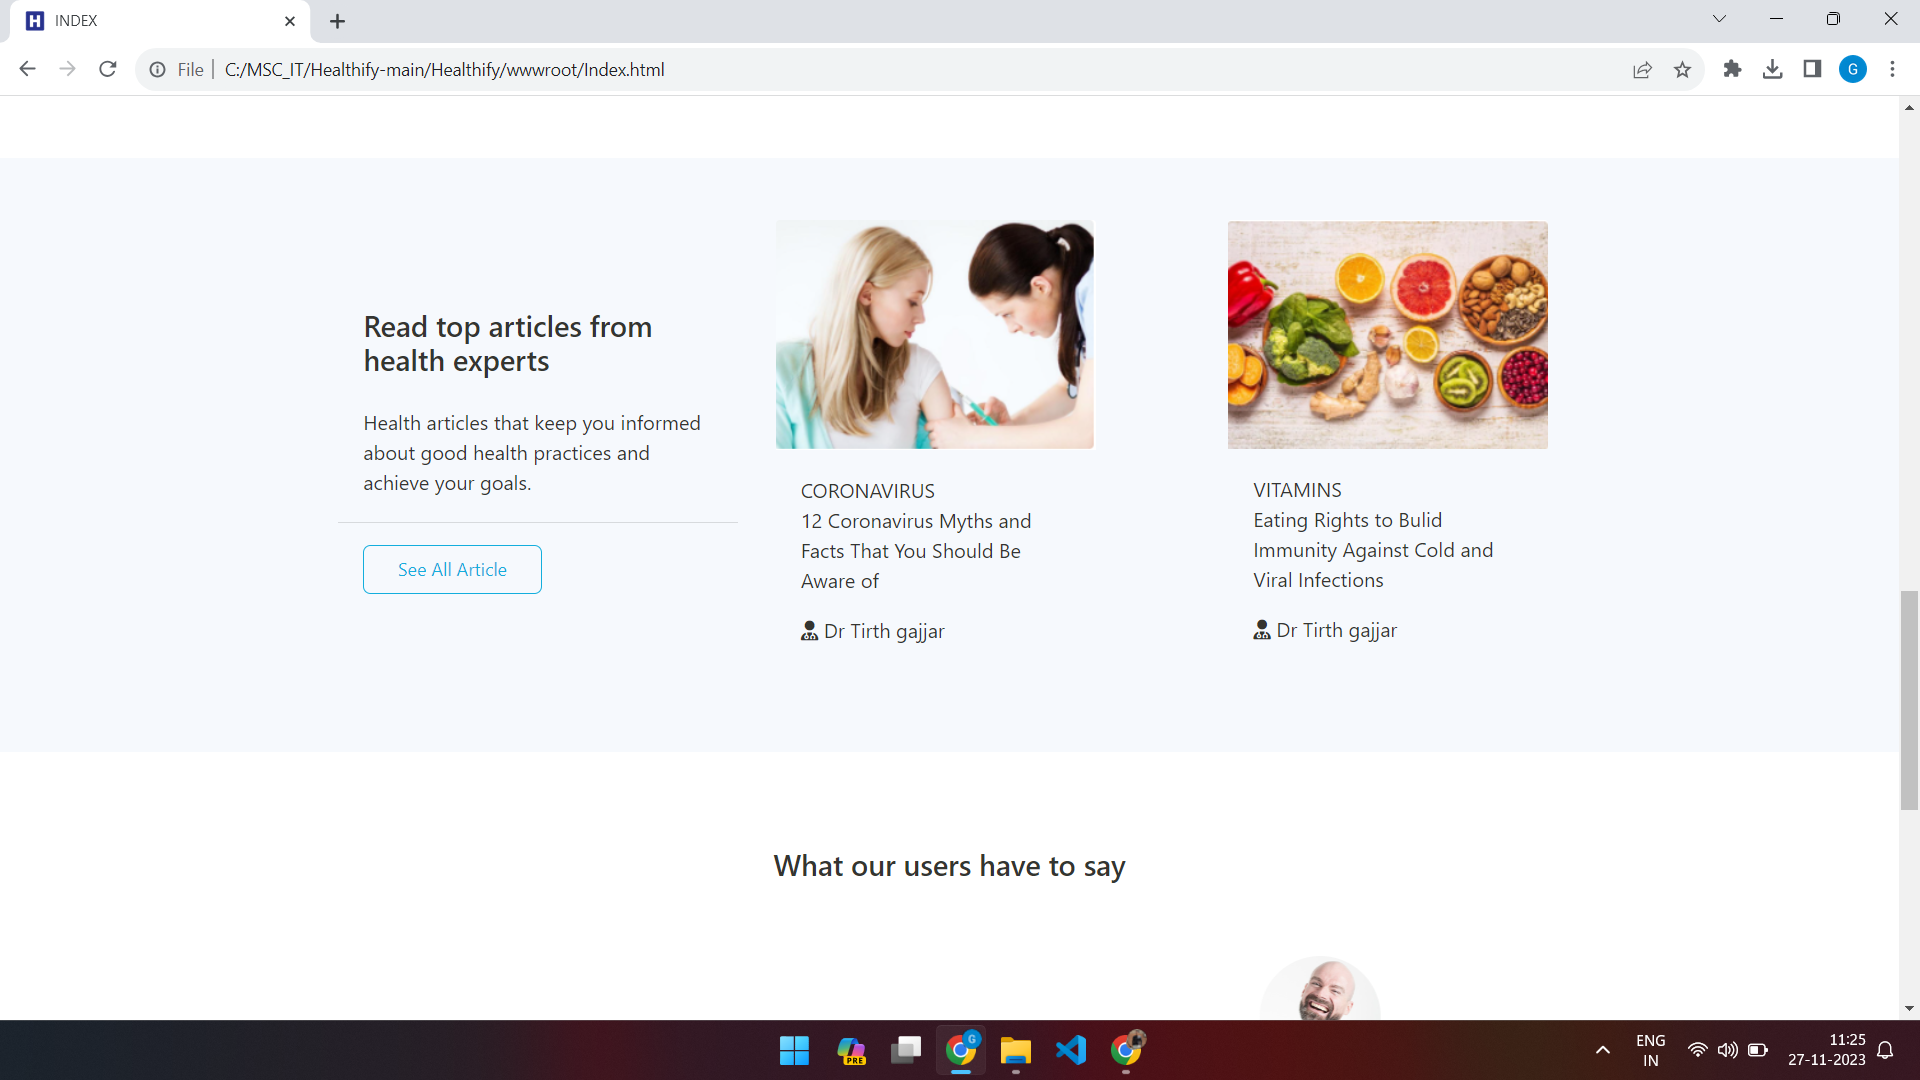 H INDEX
File C:/MSC_IT/Healthify-main/Healthify/wwwroot/Index.html
G
Read top articles from
health experts
Health articles that keep you informed
about good health practices and
achieve your goals.
See All Article
CORONAVIRUS
12 Coronavirus Myths and
Facts That You Should Be
Aware of
Dr Tirth gajjar
VITAMINS
Eating Rights to Bulid
Immunity Against Cold and
Viral Infections
Dr Tirth gajjar
What our users have to say
PRE
G
ENG
IN
11:25
27-11-2023